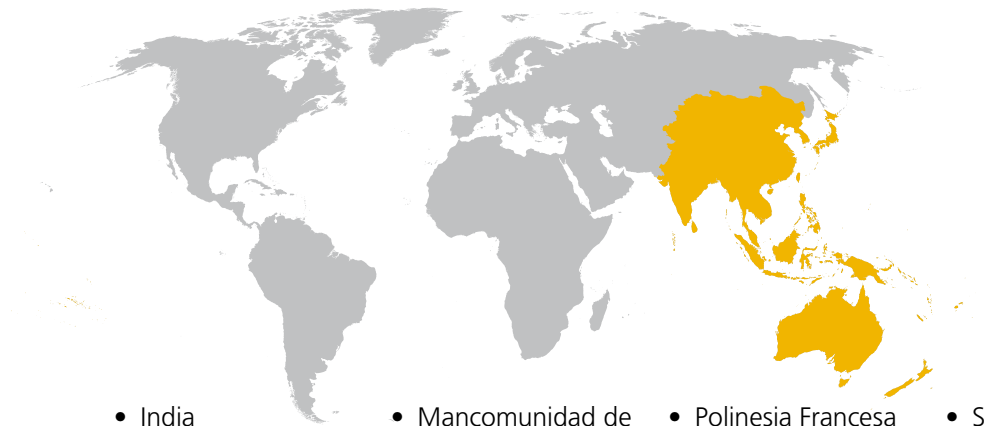 • India
• Mancomunidad de
• Polinesia Francesa
• S